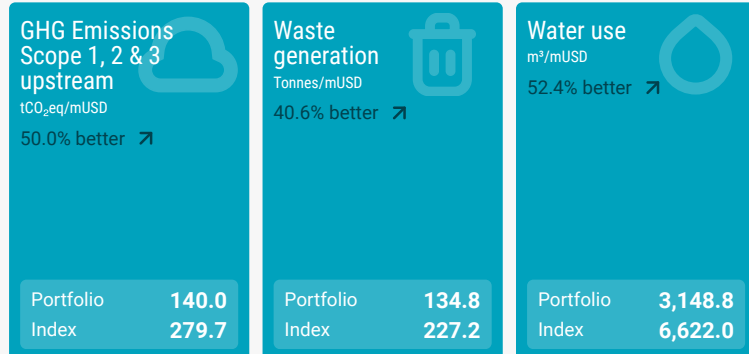 GHG Emissions
Scope 1, 2 & 3
upstream
tCO₂eq/mUSD
50.0% better
Portfolio 140.0
Index 279.7
Waste
generation
Tonnes/mUSD
40.6% better
Portfolio 134.8
Index 227.2
Water use
m³/mUSD
52.4% better
Portfolio 3,148.8
Index 6,622.0